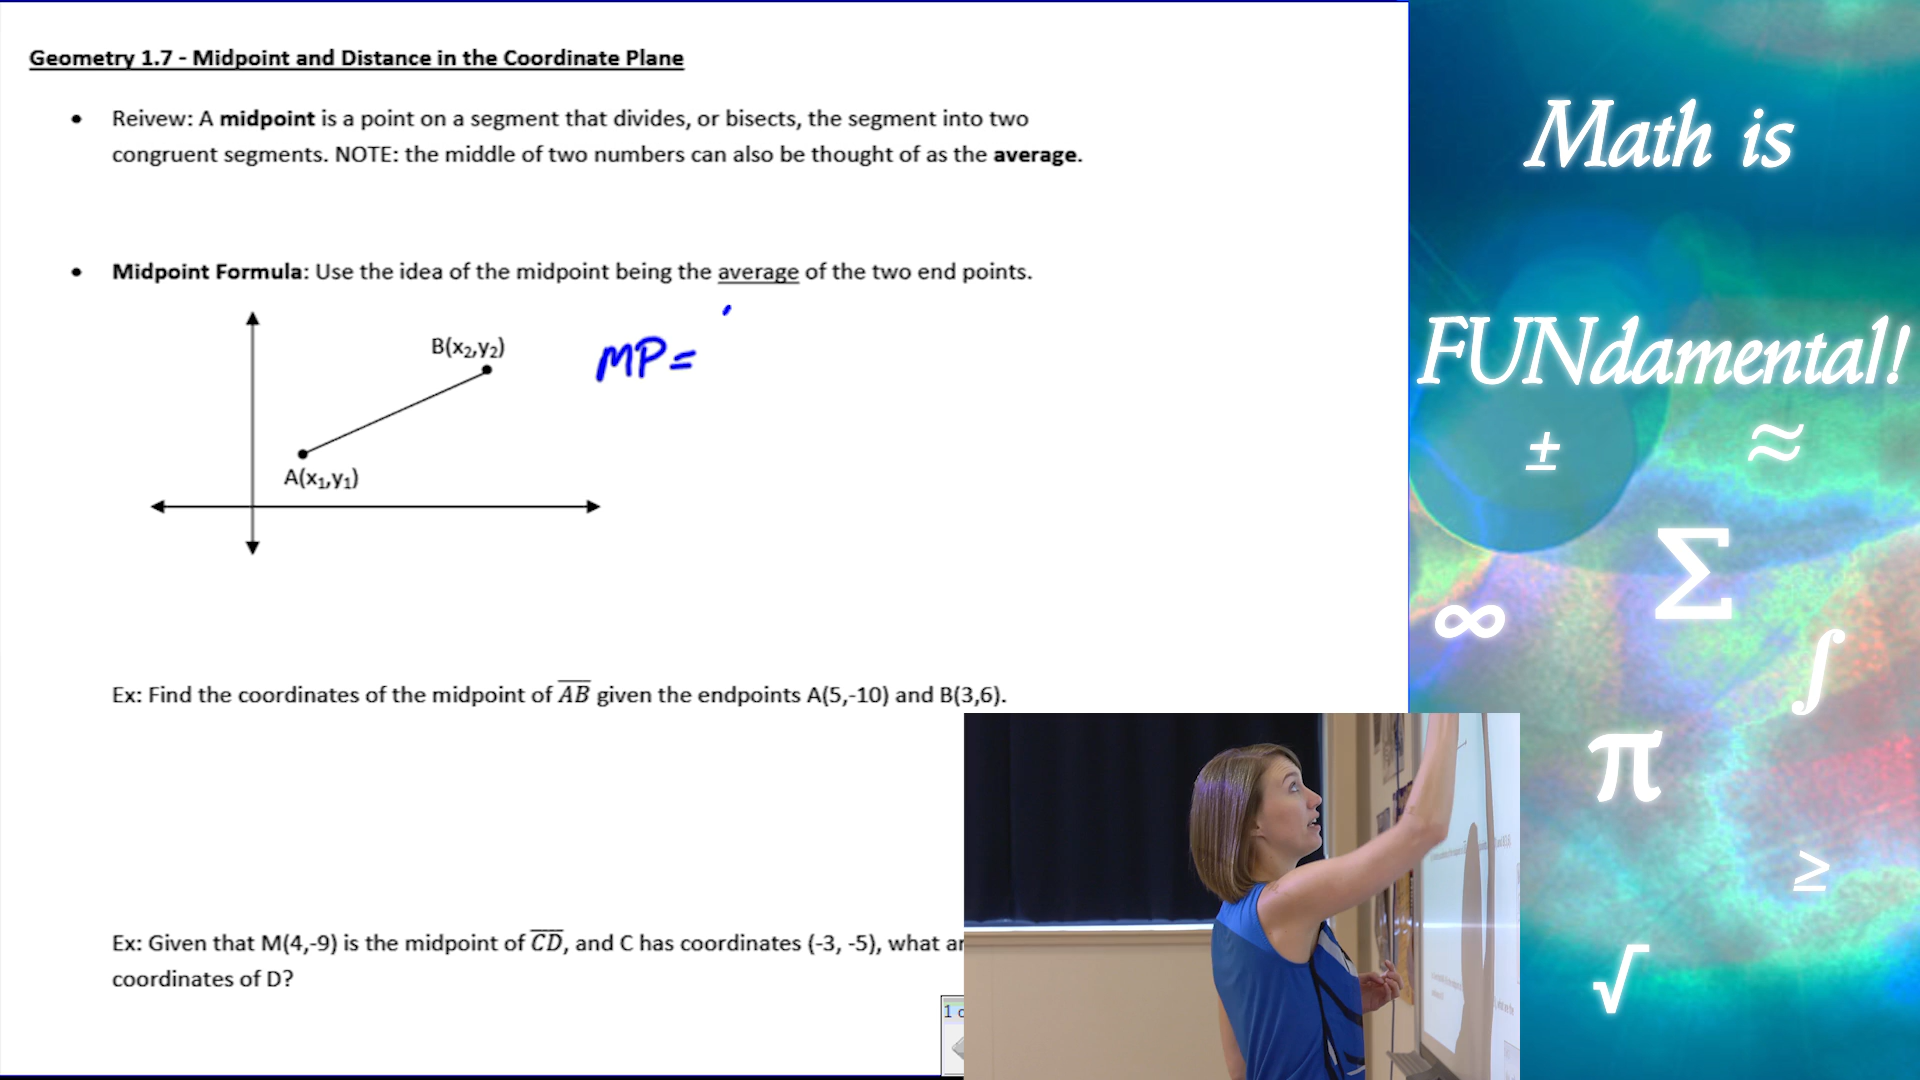 Geometry 1.7 - Midpoint and Distance in the Coordinate Plane
• Reivew: A midpoint is a point on a segment that divides, or bisects, the segment into two
congruent segments. NOTE: the middle of two numbers can also be thought of as the average.
• Midpoint Formula: Use the idea of the midpoint being the average of the two end points.
B(x₂,y₂)
MP=
A(x₁,y₁)
Ex: Find the coordinates of the midpoint of A̅B̅ given the endpoints A(5,-10) and B(3,6).
Ex: Given that M(4,-9) is the midpoint of C̅D̅, and C has coordinates (-3, -5), what
coordinates of D?
1
Math is
FUNdamental!
± ≈
Σ
∞
∫
π
≥
√